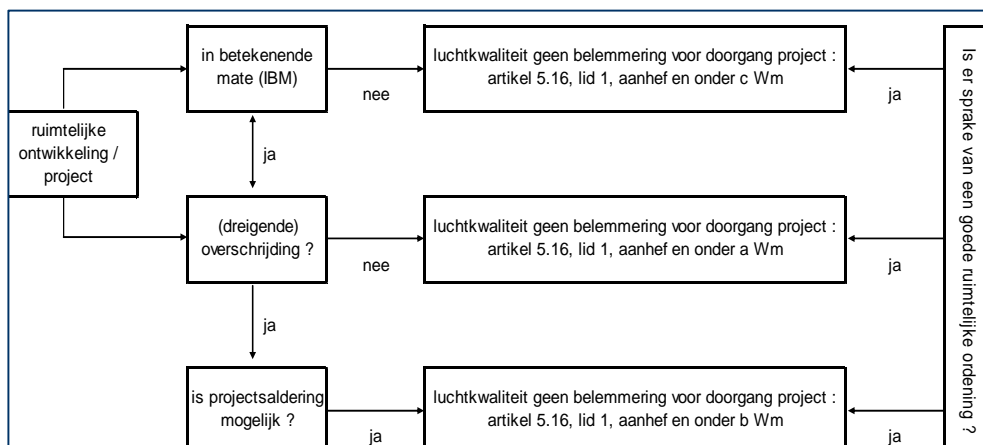 ruimtelijke
ontwikkeling /
project
in betekenende
mate (IBM)
nee
luchtkwaliteit geen belemmering voor doorgang project :
artikel 5.16, lid 1, aanhef en onder c Wm
ja
ja
(dreigende)
overschrijding ?
nee
luchtkwaliteit geen belemmering voor doorgang project :
artikel 5.16, lid 1, aanhef en onder a Wm
ja
ja
is projectsaldering
mogelijk ?
ja
luchtkwaliteit geen belemmering voor doorgang project :
artikel 5.16, lid 1, aanhef en onder b Wm
ja
Is er sprake van een goede ruimtelijke ordening ?